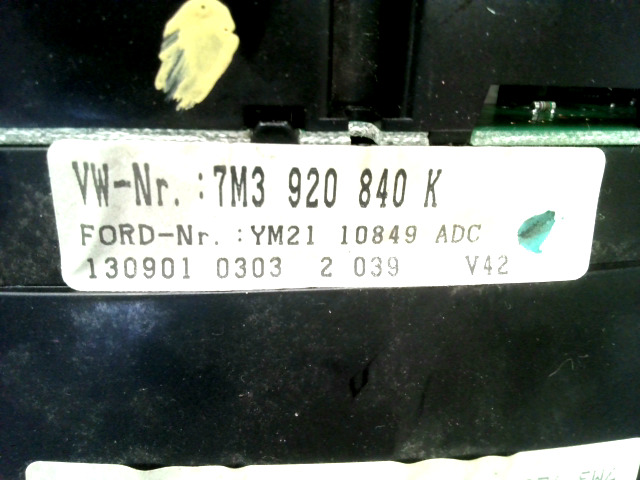 VW-Nr.:7M3 920 840 K
FORD-Nr.:YM21 10849 ADC
130901 0303 2 039 V42